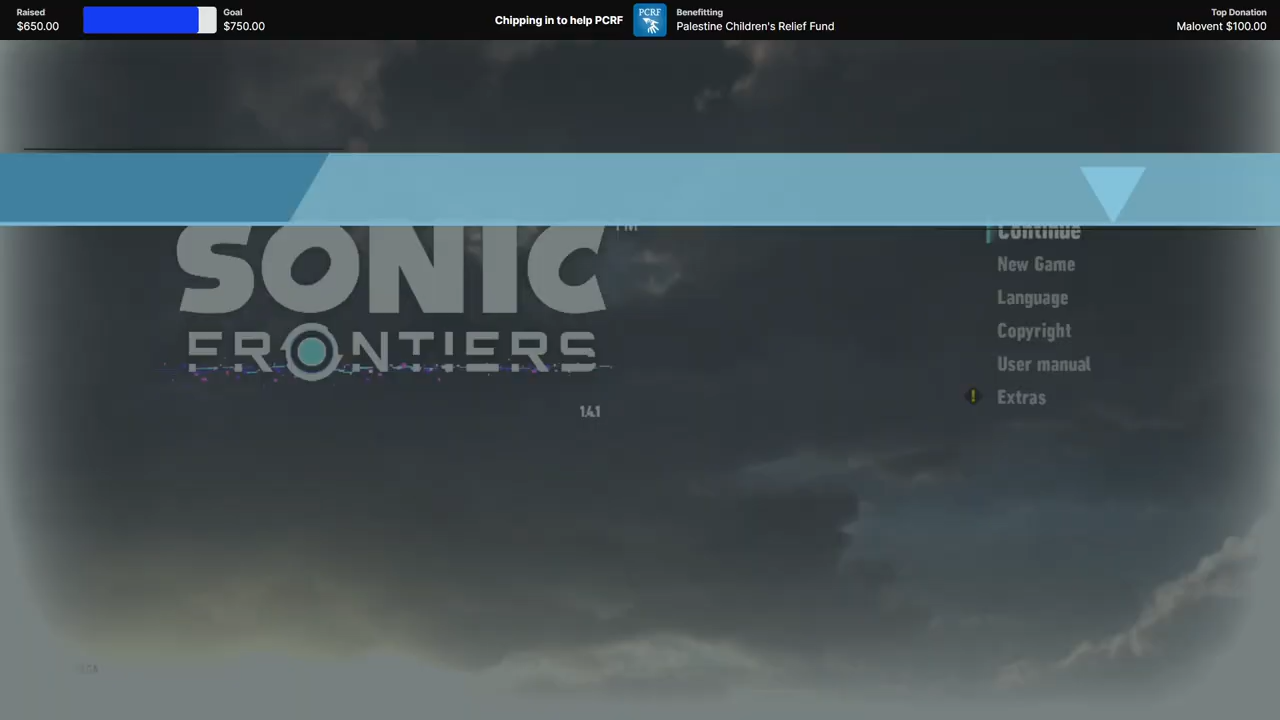 Raised
$650.00
Goal
$750.00
Chipping in to help PCRF
PCRF
Benefitting
Palestine Children's Relief Fund
Top Donation
Malovent $100.00
SONIC
TM
FRONTIERS
1.4.1
Continue
New Game
Language
Copyright
User manual
! Extras